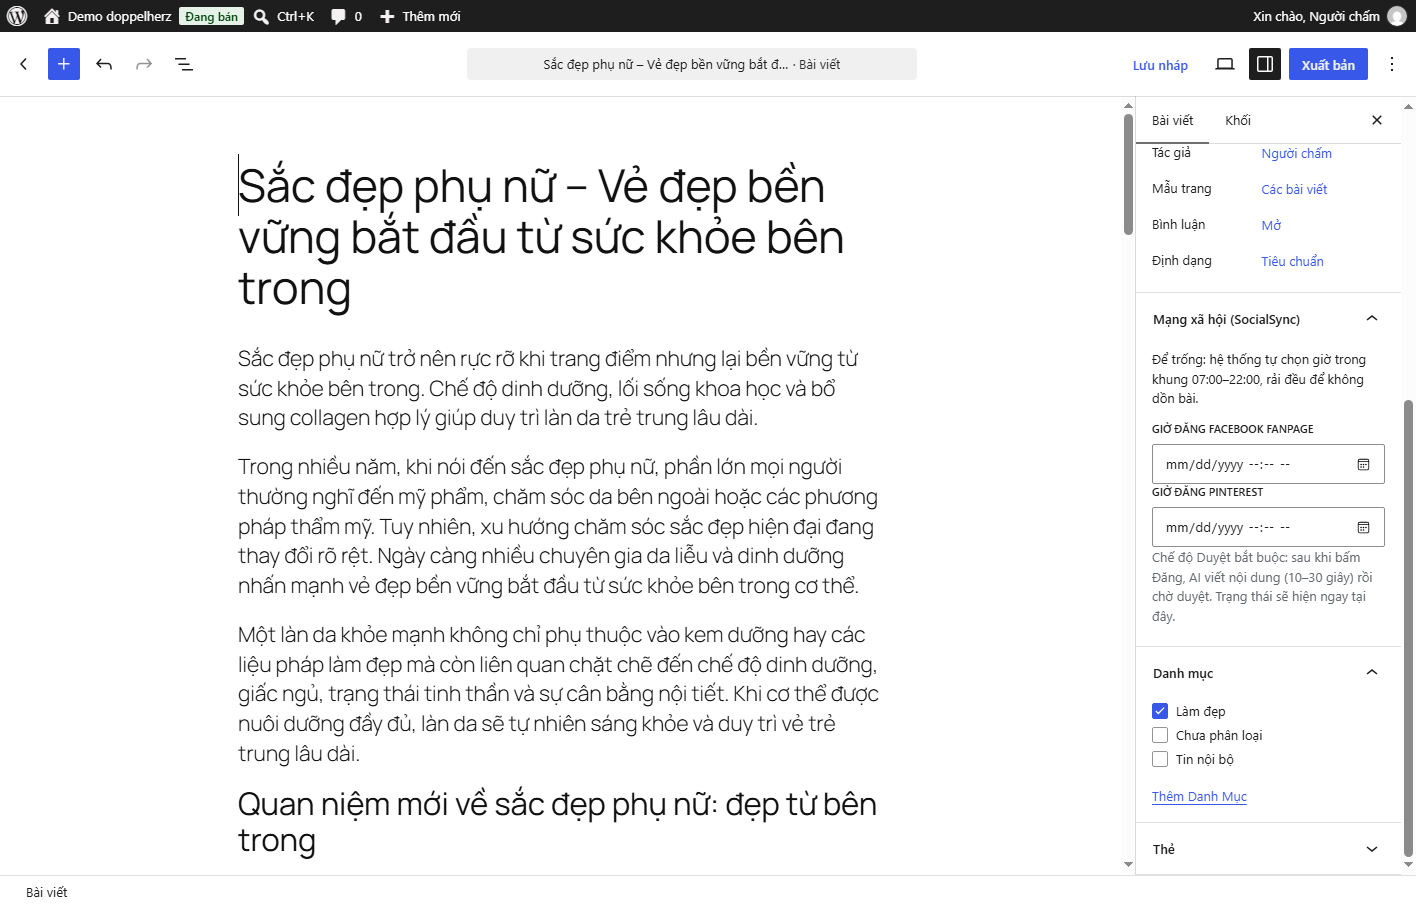 Demo doppelherz Đang bán Ctrl+K 0 Thêm mới Xin chào, Người chấm
Sắc đẹp phụ nữ – Vẻ đẹp bền vững bắt đ... · Bài viết Lưu nháp Xuất bản
Sắc đẹp phụ nữ – Vẻ đẹp bền
vững bắt đầu từ sức khỏe bên
trong
Sắc đẹp phụ nữ trở nên rực rỡ khi trang điểm nhưng lại bền vững từ
sức khỏe bên trong. Chế độ dinh dưỡng, lối sống khoa học và bổ
sung collagen hợp lý giúp duy trì làn da trẻ trung lâu dài.
Trong nhiều năm, khi nói đến sắc đẹp phụ nữ, phần lớn mọi người
thường nghĩ đến mỹ phẩm, chăm sóc da bên ngoài hoặc các phương
pháp thẩm mỹ. Tuy nhiên, xu hướng chăm sóc sắc đẹp hiện đại đang
thay đổi rõ rệt. Ngày càng nhiều chuyên gia da liễu và dinh dưỡng
nhấn mạnh vẻ đẹp bền vững bắt đầu từ sức khỏe bên trong cơ thể.
Một làn da khỏe mạnh không chỉ phụ thuộc vào kem dưỡng hay các
liệu pháp làm đẹp mà còn liên quan chặt chẽ đến chế độ dinh dưỡng,
giấc ngủ, trạng thái tinh thần và sự cân bằng nội tiết. Khi cơ thể được
nuôi dưỡng đầy đủ, làn da sẽ tự nhiên sáng khỏe và duy trì vẻ trẻ
trung lâu dài.
Quan niệm mới về sắc đẹp phụ nữ: đẹp từ bên
trong
Bài viết Khối
Tác giả Người chấm
Mẫu trang Các bài viết
Bình luận Mở
Định dạng Tiêu chuẩn
Mạng xã hội (SocialSync)
Để trống: hệ thống tự chọn giờ trong
khung 07:00–22:00, rải đều để không
dồn bài.
GIỜ ĐĂNG FACEBOOK FANPAGE
mm/dd/yyyy --:-- --
GIỜ ĐĂNG PINTEREST
mm/dd/yyyy --:-- --
Chế độ Duyệt bắt buộc: sau khi bấm
Đăng, AI viết nội dung (10–30 giây) rồi
chờ duyệt. Trạng thái sẽ hiện ngay tại
đây.
Danh mục
Làm đẹp
Chưa phân loại
Tin nội bộ
Thêm Danh Mục
Thẻ
Bài viết